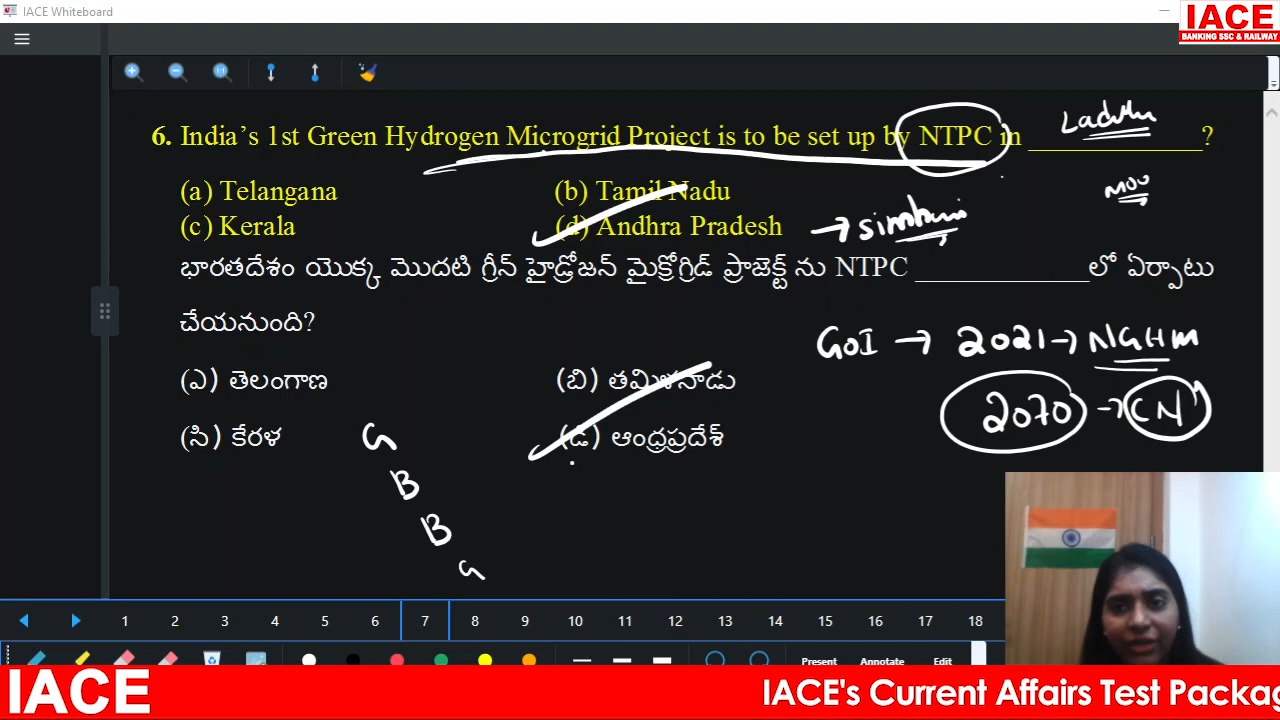 IACE Whiteboard
IACE
BANKING SSC & RAILWAY
6. India's 1st Green Hydrogen Microgrid Project is to be set up by NTPC in ____________?
(a) Telangana (b) Tamil Nadu
(c) Kerala (d) Andhra Pradesh
MOU
భారతదేశం యొక్క మొదటి గ్రీన్ హైడ్రోజన్ మైక్రోగ్రిడ్ ప్రాజెక్ట్ ను NTPC ____________లో ఏర్పాటు
చేయనుంది?
GOI → 2021 → NGHM
(ఎ) తెలంగాణ (బి) తమిళనాడు
2070 → CN
(సి) కేరళ (డి) ఆంధ్రప్రదేశ్
G
B
B
G
1 2 3 4 5 6 7 8 9 10 11 12 13 14 15 16 17 18
Present Annotate Edit
IACE IACE's Current Affairs Test Packag